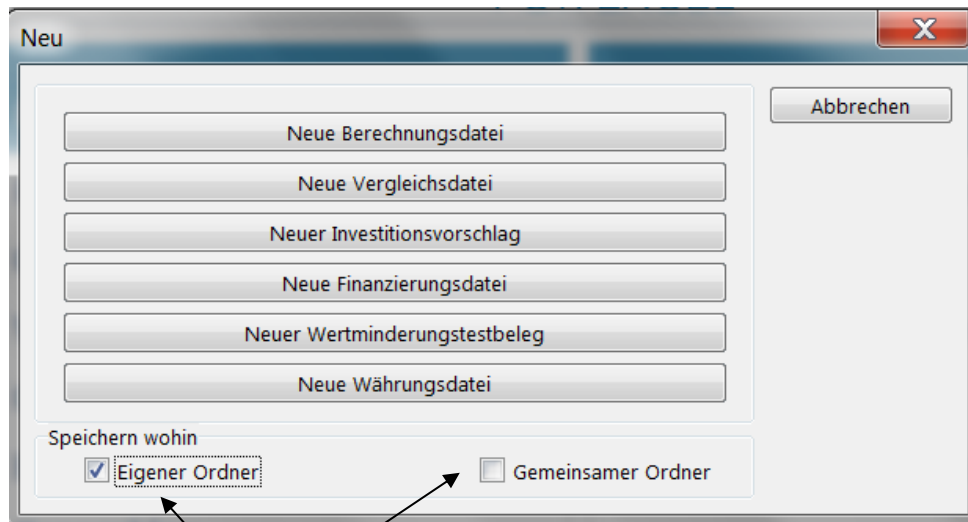 Neu
Abbrechen
Neue Berechnungsdatei
Neue Vergleichsdatei
Neuer Investitionsvorschlag
Neue Finanzierungsdatei
Neuer Wertminderungstestbeleg
Neue Währungsdatei
Speichern wohin
Eigener Ordner Gemeinsamer Ordner